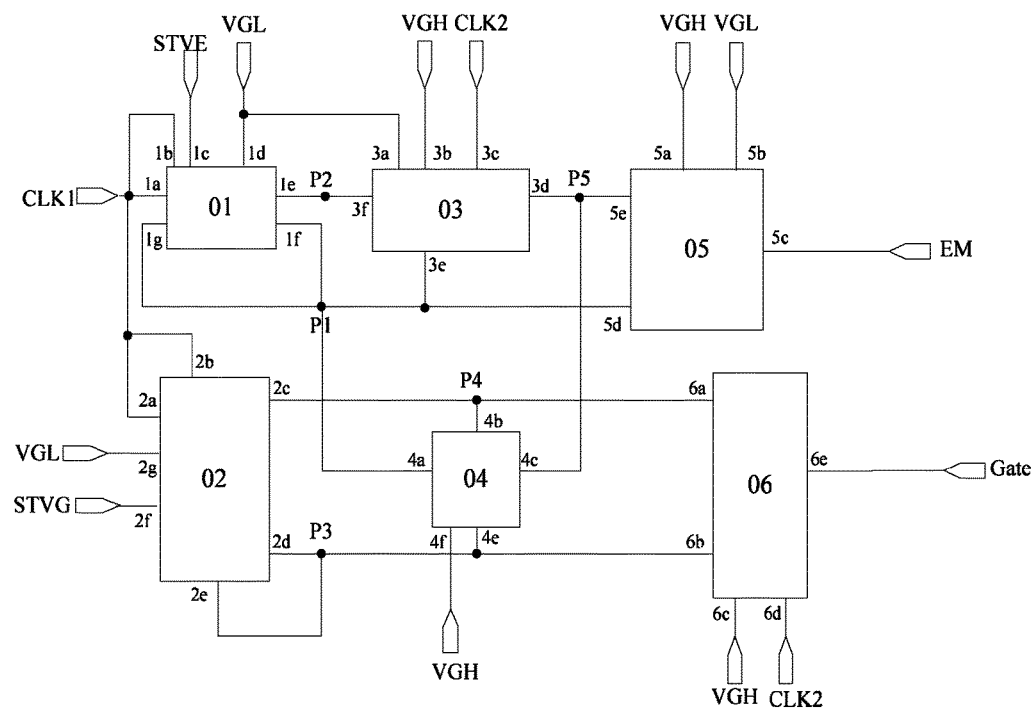 VGH CLK2
VGH VGL
VGL
STVE
1b
1c
1d
3a
3b
3c
5a
5b
CLK1
1a
01
1e
P2
3f
03
3d
P5
5e
05
5c
EM
1g
1f
3e
P1
5d
2b
2a
2c
P4
6a
4b
VGL
2g
02
4a
04
4c
06
6e
Gate
STVG
2f
2d
P3
4f
4e
6b
2e
6c
6d
VGH
VGH
CLK2